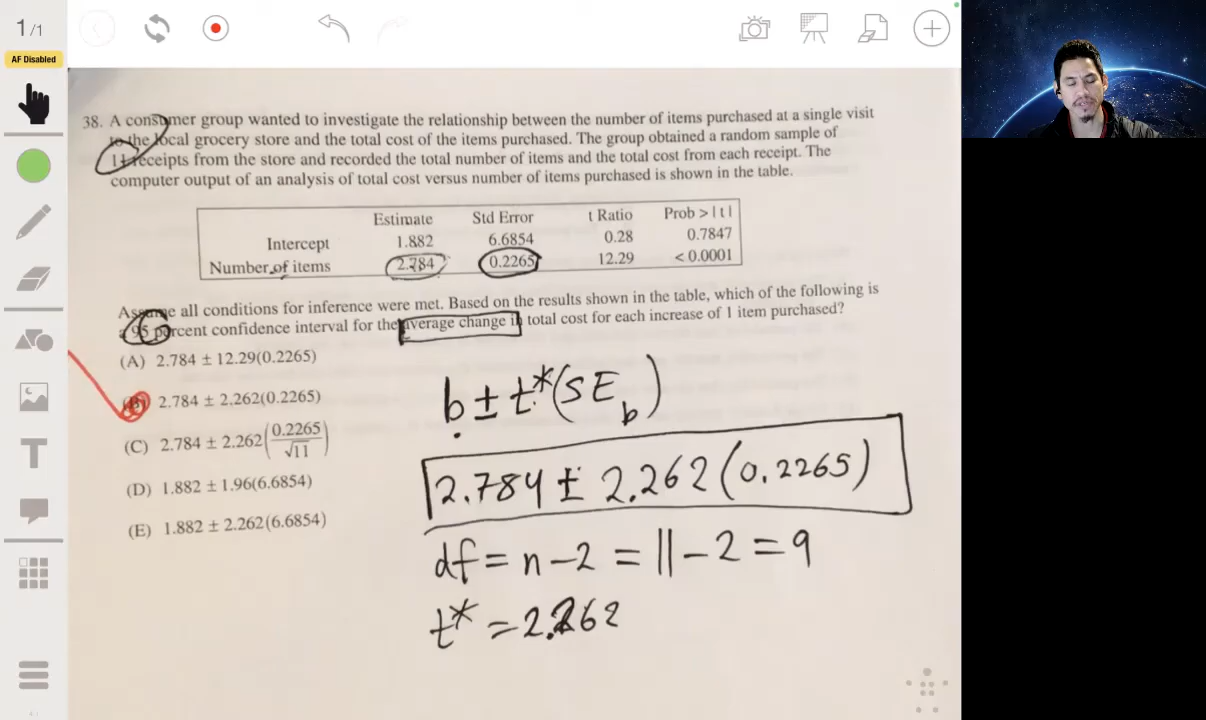 1/1
AF Disabled
38. A consumer group wanted to investigate the relationship between the number of items purchased at a single visit
to the local grocery store and the total cost of the items purchased. The group obtained a random sample of
11 receipts from the store and recorded the total number of items and the total cost from each receipt. The
computer output of an analysis of total cost versus number of items purchased is shown in the table.
Estimate Std Error t Ratio Prob > |t|
Intercept 1.882 6.6854 0.28 0.7847
Number of items 2.784 0.2265 12.29 < 0.0001
Assume all conditions for inference were met. Based on the results shown in the table, which of the following is
a 95 percent confidence interval for the average change in total cost for each increase of 1 item purchased?
(A) 2.784 ± 12.29(0.2265)
(B) 2.784 ± 2.262(0.2265)
(C) 2.784 ± 2.262(0.2265/√11)
(D) 1.882 ± 1.96(6.6854)
(E) 1.882 ± 2.262(6.6854)
b ± t*(SE_b)
2.784 ± 2.262(0.2265)
df = n - 2 = 11 - 2 = 9
t* = 2.262
T